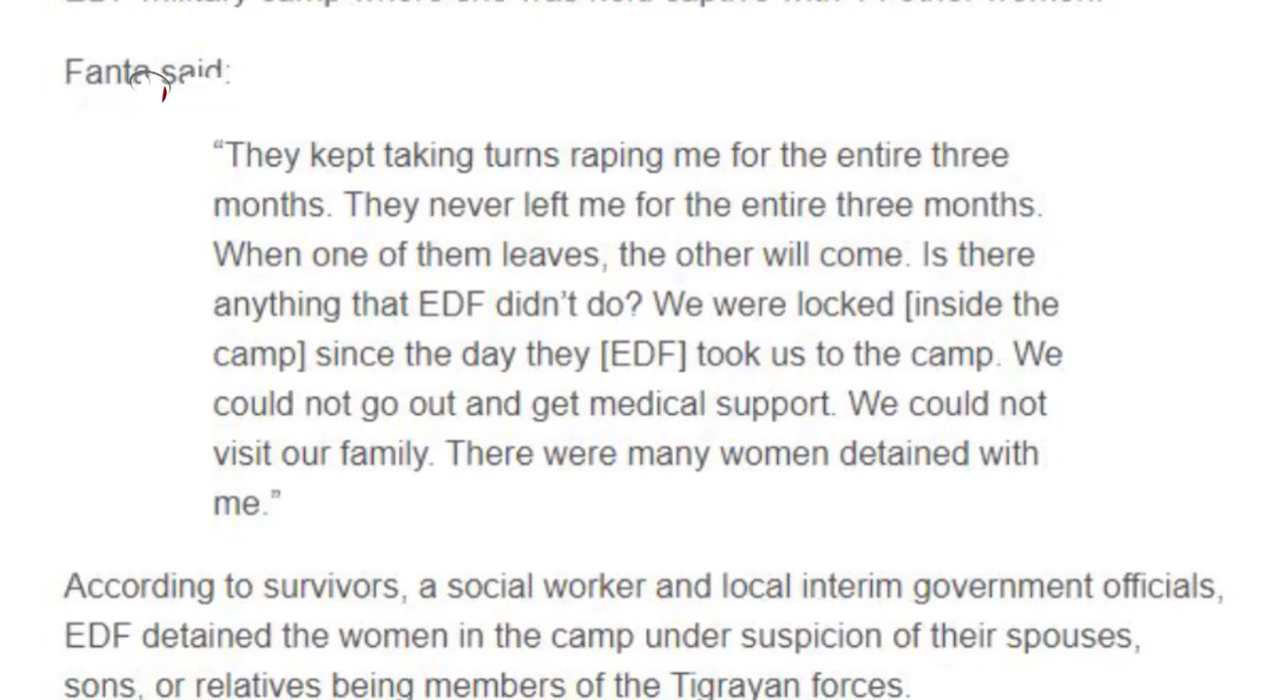 Fanta said:
“They kept taking turns raping me for the entire three
months. They never left me for the entire three months.
When one of them leaves, the other will come. Is there
anything that EDF didn’t do? We were locked [inside the
camp] since the day they [EDF] took us to the camp. We
could not go out and get medical support. We could not
visit our family. There were many women detained with
me.”
According to survivors, a social worker and local interim government officials,
EDF detained the women in the camp under suspicion of their spouses,
sons, or relatives being members of the Tigrayan forces.